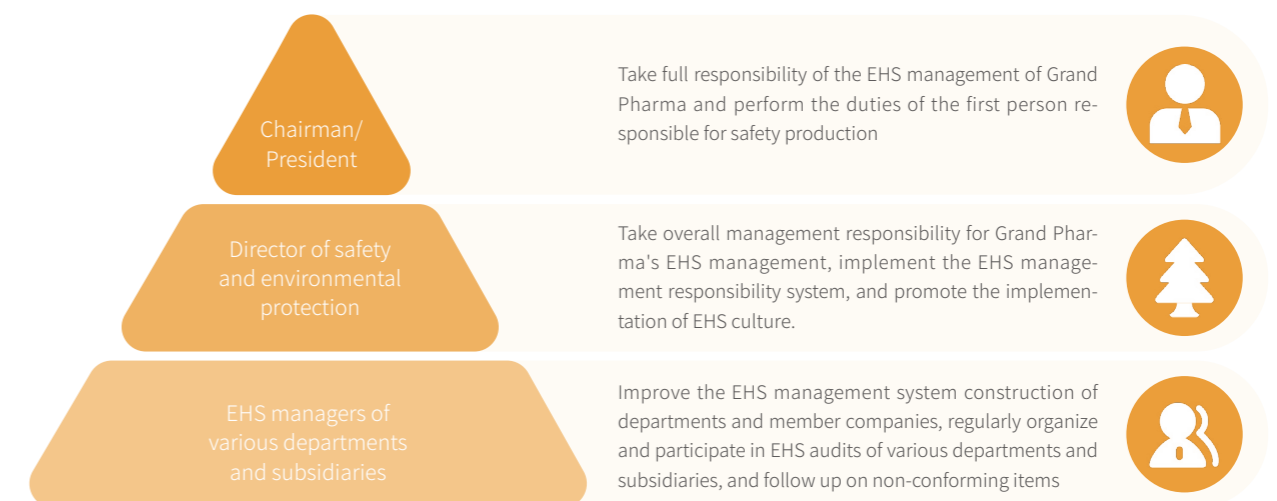 Chairman/
President
Take full responsibility of the EHS management of Grand
Pharma and perform the duties of the first person re-
sponsible for safety production
Director of safety
and environmental
protection
Take overall management responsibility for Grand Phar-
ma's EHS management, implement the EHS manage-
ment responsibility system, and promote the implemen-
tation of EHS culture.
EHS managers of
various departments
and subsidiaries
Improve the EHS management system construction of
departments and member companies, regularly organize
and participate in EHS audits of various departments and
subsidiaries, and follow up on non-conforming items